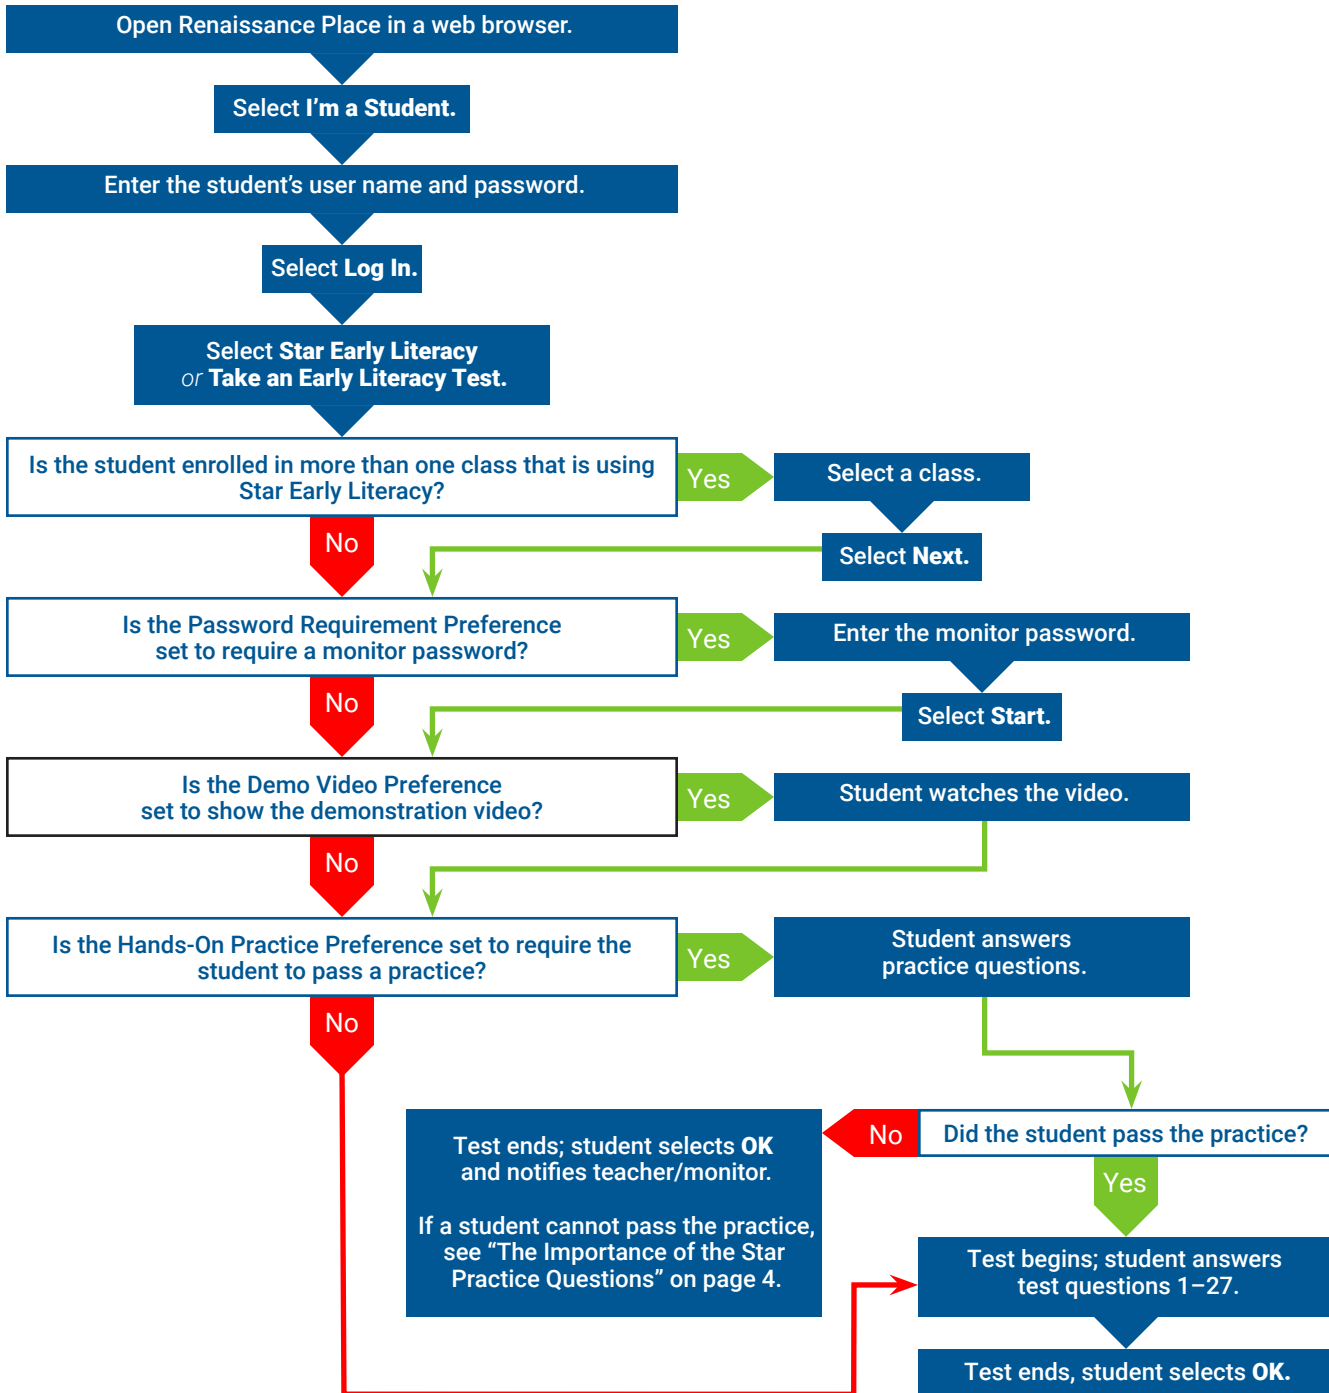 Open Renaissance Place in a web browser.
Select I'm a Student.
Enter the student’s user name and password.
Select Log In.
Select Star Early Literacy
or Take an Early Literacy Test.
Is the student enrolled in more than one class that is using
Star Early Literacy?
Yes
Select a class.
No
Select Next.
Is the Password Requirement Preference
set to require a monitor password?
Yes
Enter the monitor password.
No
Select Start.
Is the Demo Video Preference
set to show the demonstration video?
Yes
Student watches the video.
No
Is the Hands-On Practice Preference set to require the
student to pass a practice?
Yes
Student answers
practice questions.
No
Did the student pass the practice?
No
Test ends; student selects OK
and notifies teacher/monitor.
If a student cannot pass the practice,
see “The Importance of the Star
Practice Questions” on page 4.
Yes
Test begins; student answers
test questions 1–27.
Test ends, student selects OK.